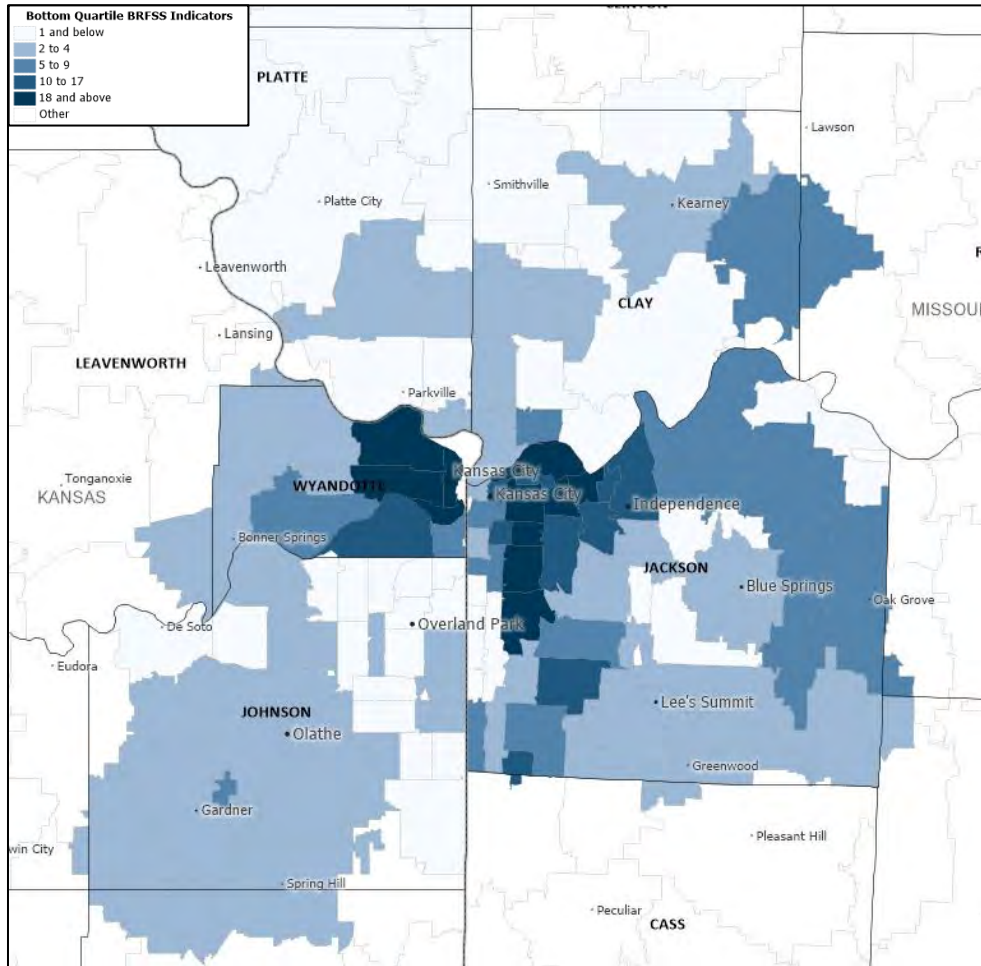 Bottom Quartile BRFSS Indicators
1 and below
2 to 4
5 to 9
10 to 17
18 and above
Other
PLATTE
Lawson
Smithville
Platte City
Kearney
Leavenworth
CLAY
MISSOU
Lansing
LEAVENWORTH
Parkville
Kansas City
Tonganoxie
WYANDOTTE
Kansas City
KANSAS
Independence
Bonner Springs
JACKSON
Blue Springs
Oak Grove
De Soto
Overland Park
Eudora
Lee's Summit
JOHNSON
Olathe
Greenwood
Gardner
Pleasant Hill
win City
Spring Hill
Peculiar
CASS